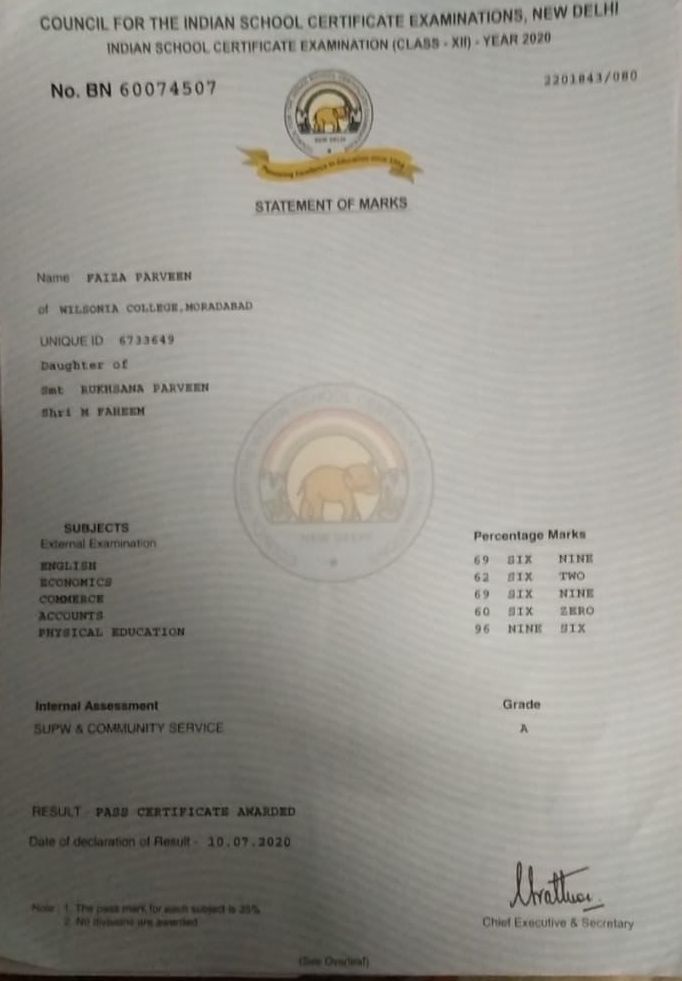 COUNCIL FOR THE INDIAN SCHOOL CERTIFICATE EXAMINATIONS, NEW DELHI
INDIAN SCHOOL CERTIFICATE EXAMINATION (CLASS - XII) - YEAR 2020
No. BN 60074507
2201843/080
NEW DELHI
STATEMENT OF MARKS
Name FAIZA PARVEEN
of WILSONIA COLLEGE,MORADABAD
UNIQUE ID 6733649
Daughter of
Smt RUKHSANA PARVEEN
Shri M FAHEEM
NEW DELHI
SUBJECTS Percentage Marks
External Examination
ENGLISH 69 SIX NINE
ECONOMICS 62 SIX TWO
COMMERCE 69 SIX NINE
ACCOUNTS 60 SIX ZERO
PHYSICAL EDUCATION 96 NINE SIX
Internal Assessment Grade
SUPW & COMMUNITY SERVICE A
RESULT PASS CERTIFICATE AWARDED
Date of declaration of Result - 10.07.2020
Note : 1. The pass mark for each subject is 35%
2. No divisions are awarded
Chief Executive & Secretary
(See Overleaf)